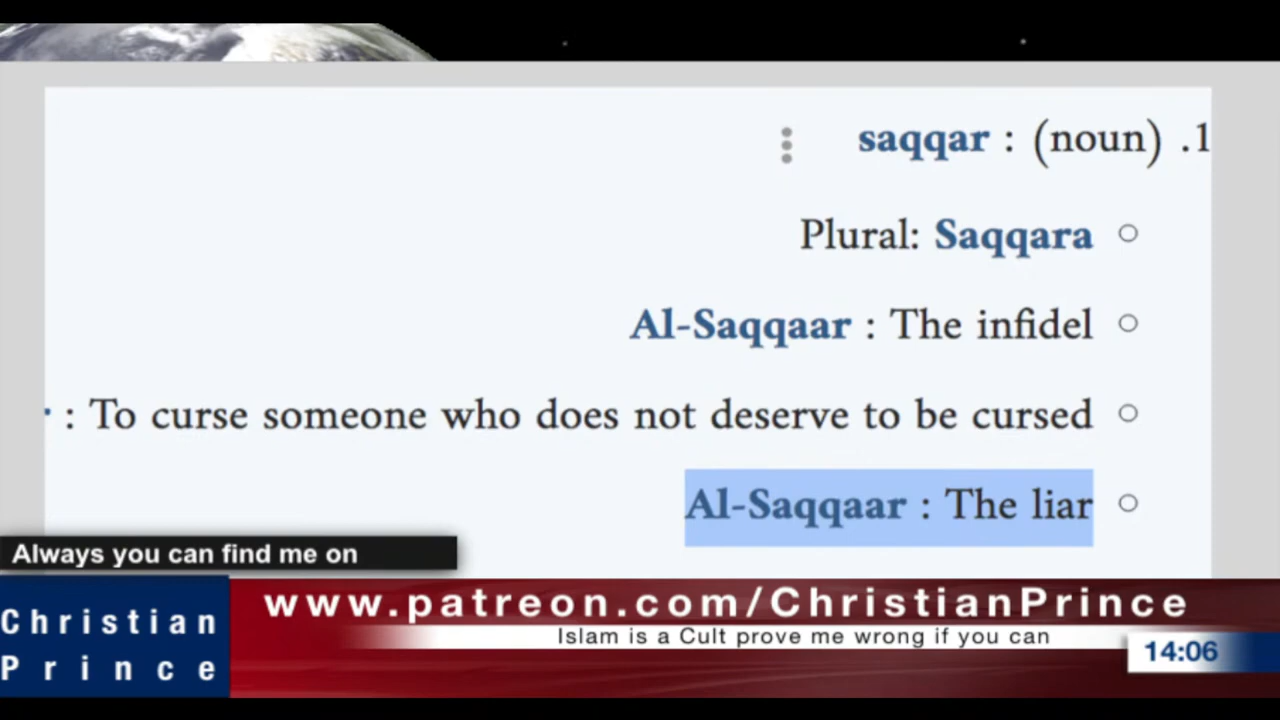 saqqar : (noun) .1
Plural: Saqqara
Al-Saqqaar : The infidel
: To curse someone who does not deserve to be cursed
Al-Saqqaar : The liar
Always you can find me on
www.patreon.com/ChristianPrince
Christian
Prince
Islam is a Cult prove me wrong if you can
14:06